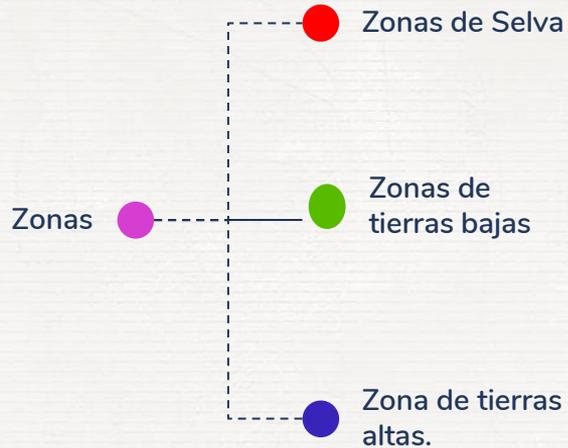 Zonas de Selva
Zonas de
tierras bajas
Zonas
Zona de tierras
altas.